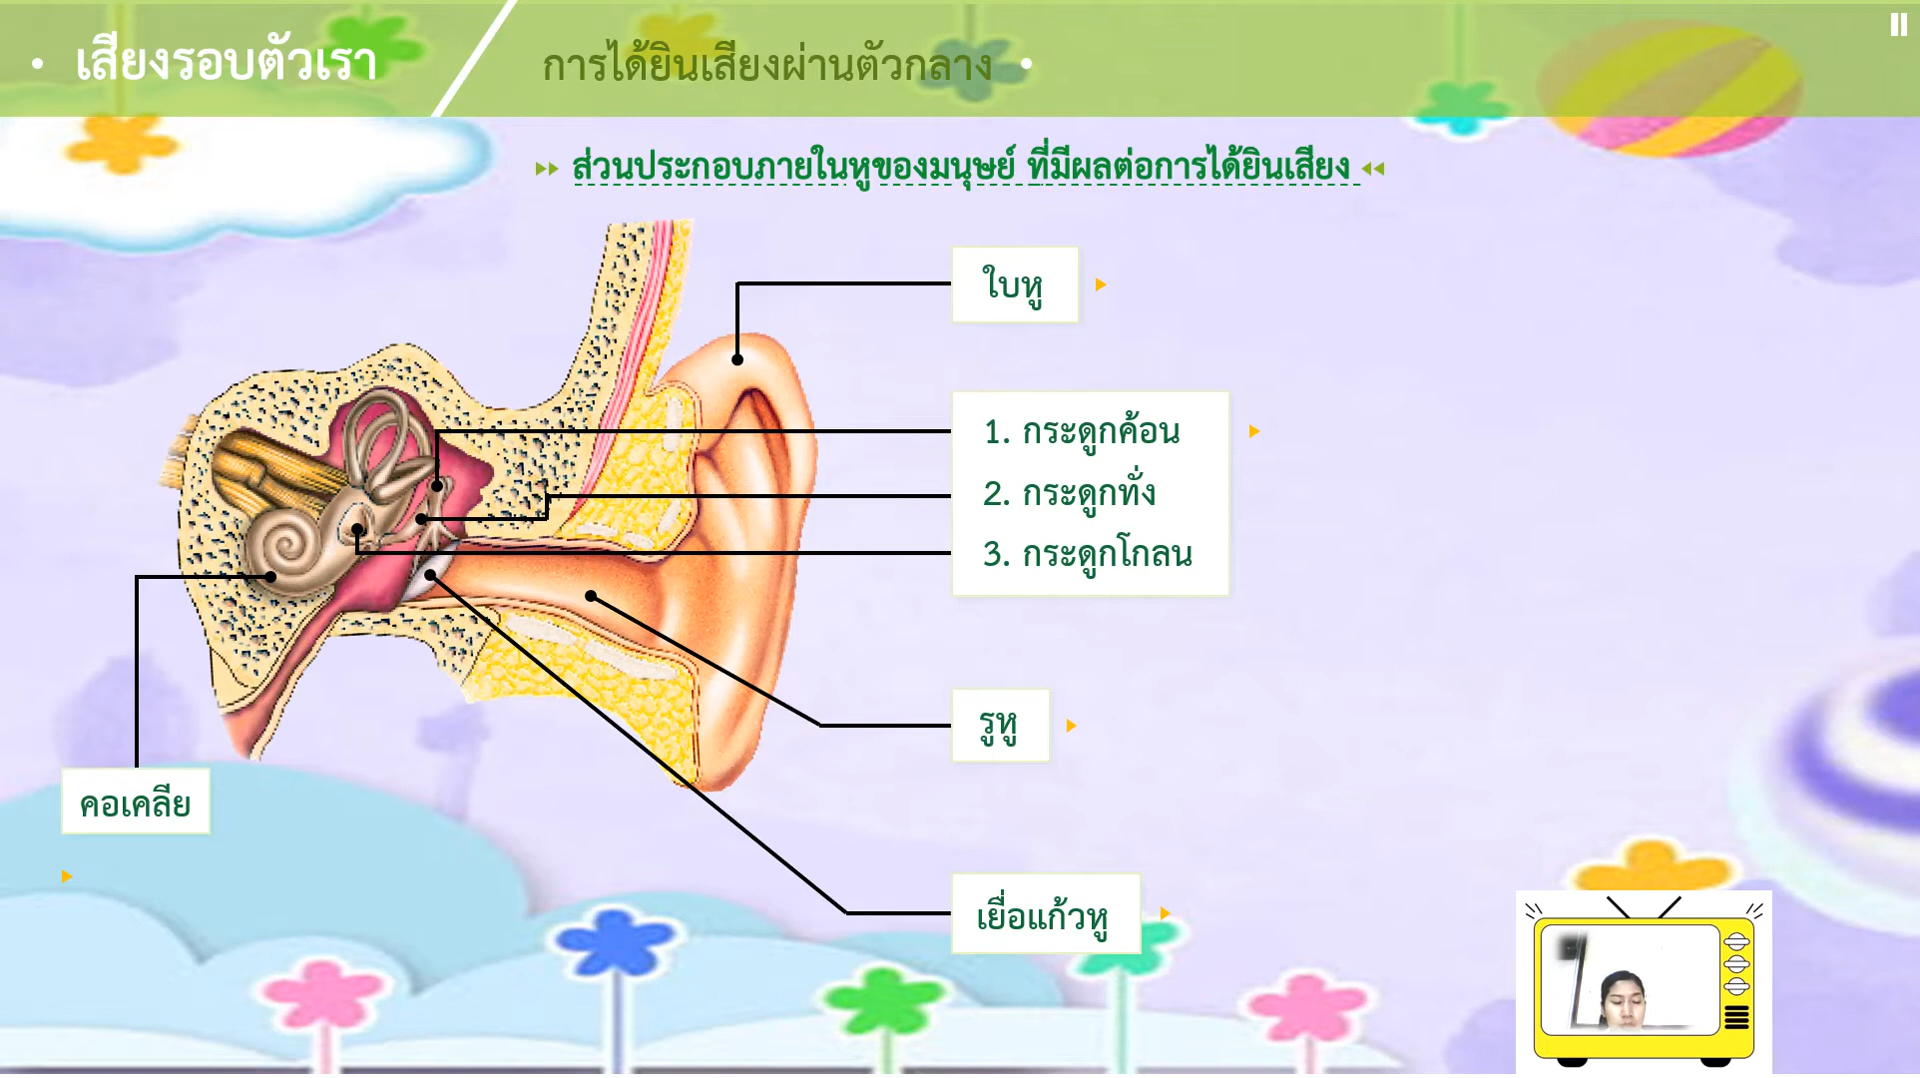 • เสียงรอบตัวเรา
การได้ยินเสียงผ่านตัวกลาง •
ส่วนประกอบภายในหูของมนุษย์ ที่มีผลต่อการได้ยินเสียง
ใบหู
1. กระดูกค้อน
2. กระดูกทั่ง
3. กระดูกโกลน
รูหู
คอเคลีย
เยื่อแก้วหู